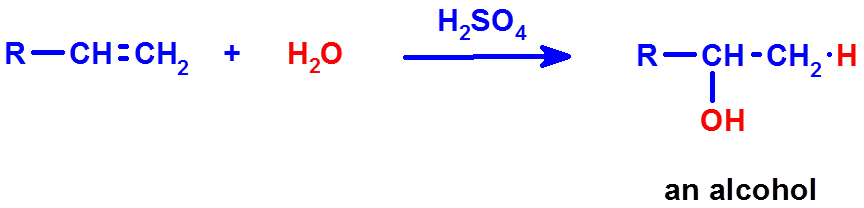 H₂SO₄
R—CH=CH₂ + H₂O → R—CH—CH₂·H
OH
an alcohol